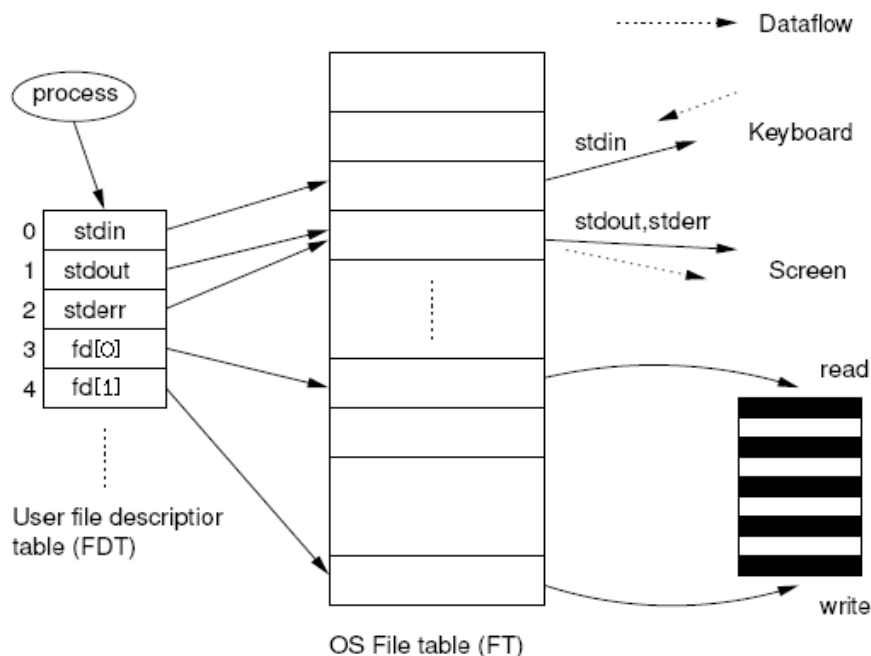 Dataflow
process
Keyboard
stdin
stdout,stderr
Screen
0 stdin
1 stdout
2 stderr
3 fd[0]
4 fd[1]
read
User file descriptior
table (FDT)
write
OS File table (FT)